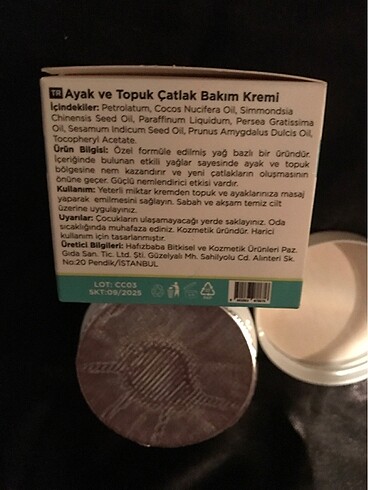 TR Ayak ve Topuk Çatlak Bakım Kremi
İçindekiler: Petrolatum, Cocos Nucifera Oil, Simmondsia
Chinensis Seed Oil, Paraffinum Liquidum, Persea Gratissima
Oil, Sesamum Indicum Seed Oil, Prunus Amygdalus Dulcis Oil,
Tocopheryl Acetate.
Ürün Bilgisi: Özel formüle edilmiş yağ bazlı bir üründür.
İçeriğinde bulunan etkili yağlar sayesinde ayak ve topuk
bölgesine nem kazandırır ve yeni çatlakların oluşmasının
önüne geçer. Güçlü nemlendirici etkisi vardır.
Kullanım: Yeterli miktar kremden topuk ve ayaklarınıza masaj
yaparak emilmesini sağlayın. Sabah ve akşam temiz cilt
üzerine uygulayınız.
Uyarılar: Çocukların ulaşamayacağı yerde saklayınız. Oda
sıcaklığında muhafaza ediniz. Kozmetik üründür. Harici
kullanım için tasarlanmıştır.
Üretici Bilgileri: Hafızbaba Bitkisel ve Kozmetik Ürünleri Paz.
Gıda San. Tic. Ltd. Şti. Güzelyalı Mh. Sahilyolu Cd. Alınteri Sk.
No:20 Pendik/İSTANBUL
LOT: CC03
SKT:09/2025